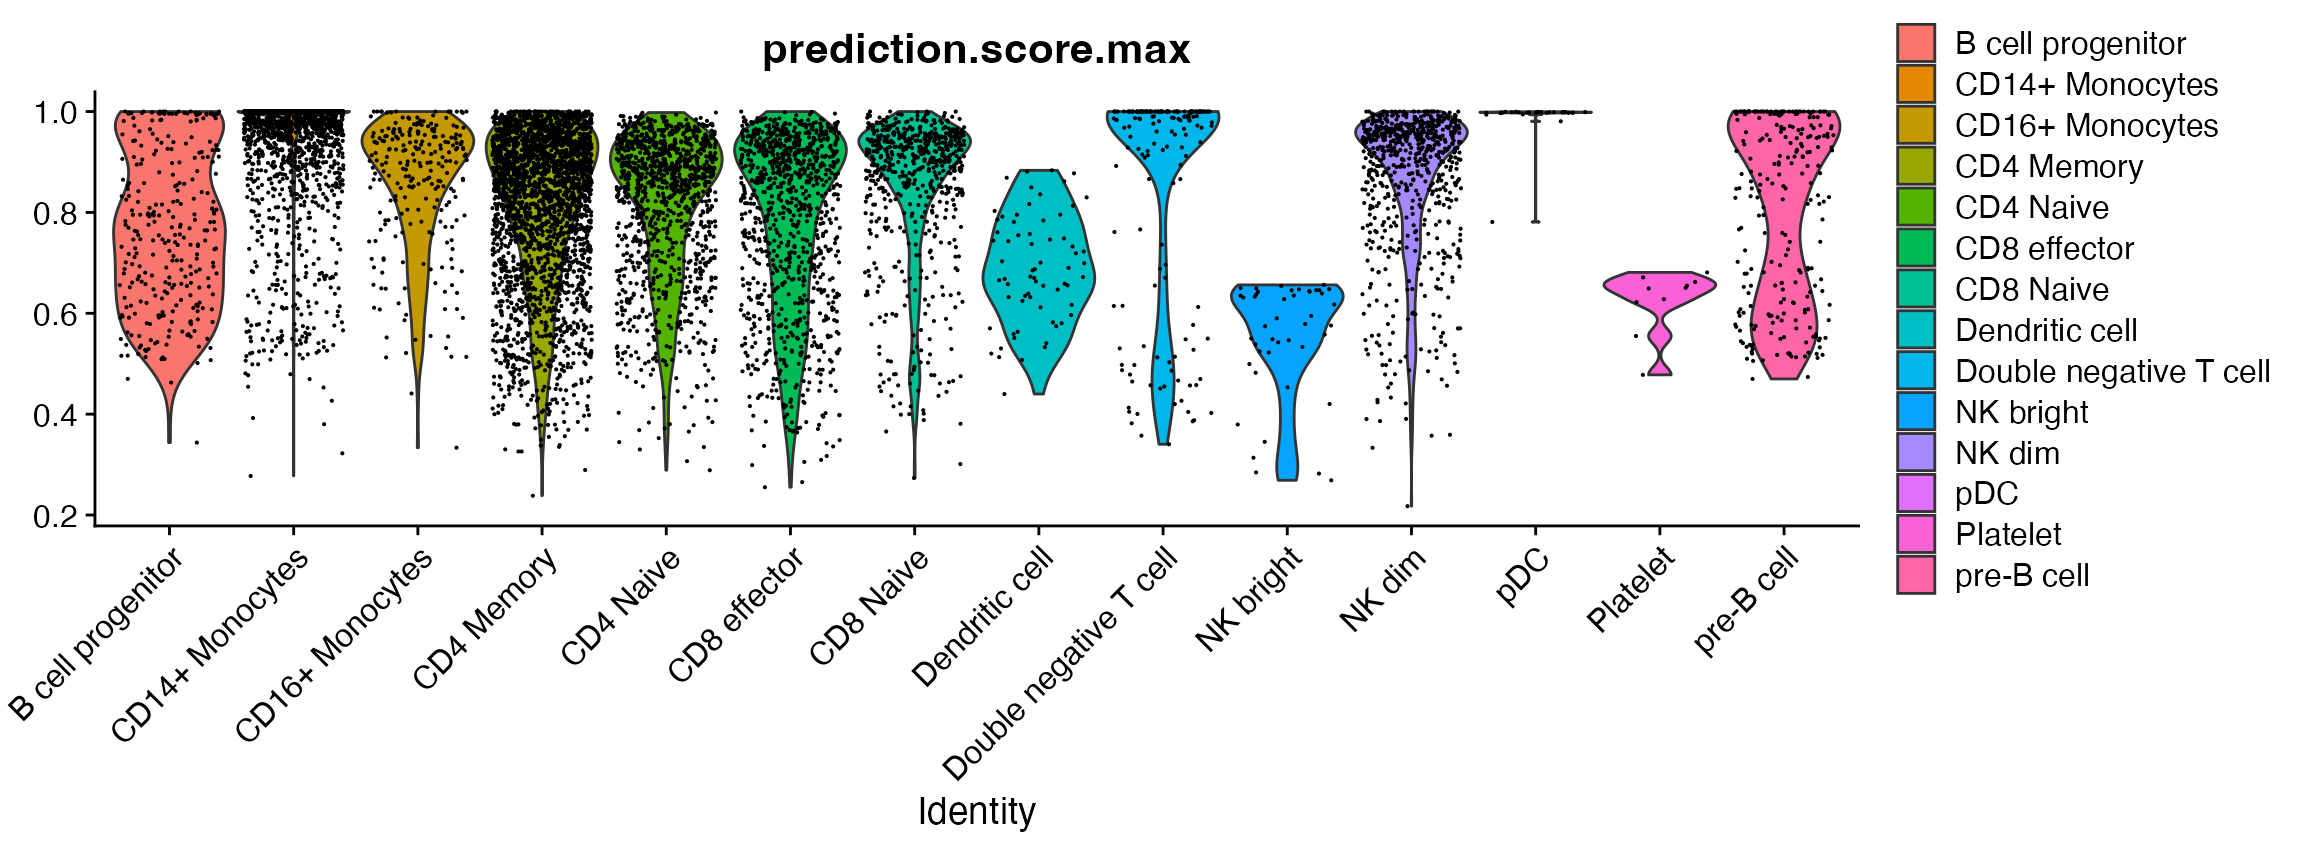 prediction.score.max
1.0
0.8
0.6
0.4
0.2
B cell progenitor
CD14+ Monocytes
CD16+ Monocytes
CD4 Memory
CD4 Naive
CD8 effector
CD8 Naive
Dendritic cell
Double negative T cell
NK bright
NK dim
pDC
Platelet
pre-B cell
Identity
B cell progenitor
CD14+ Monocytes
CD16+ Monocytes
CD4 Memory
CD4 Naive
CD8 effector
CD8 Naive
Dendritic cell
Double negative T cell
NK bright
NK dim
pDC
Platelet
pre-B cell